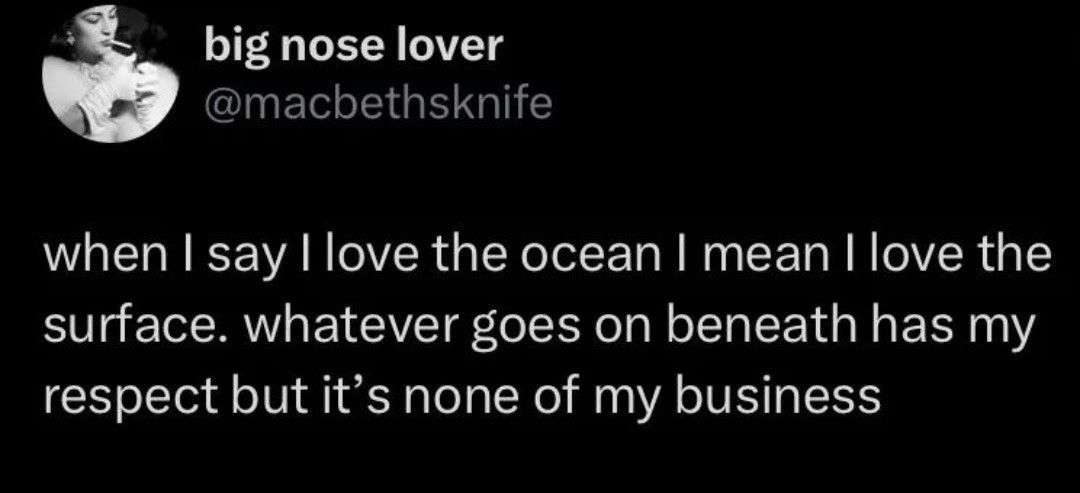 big nose lover
@macbethsknife
when I say I love the ocean I mean I love the
surface. whatever goes on beneath has my
respect but it’s none of my business